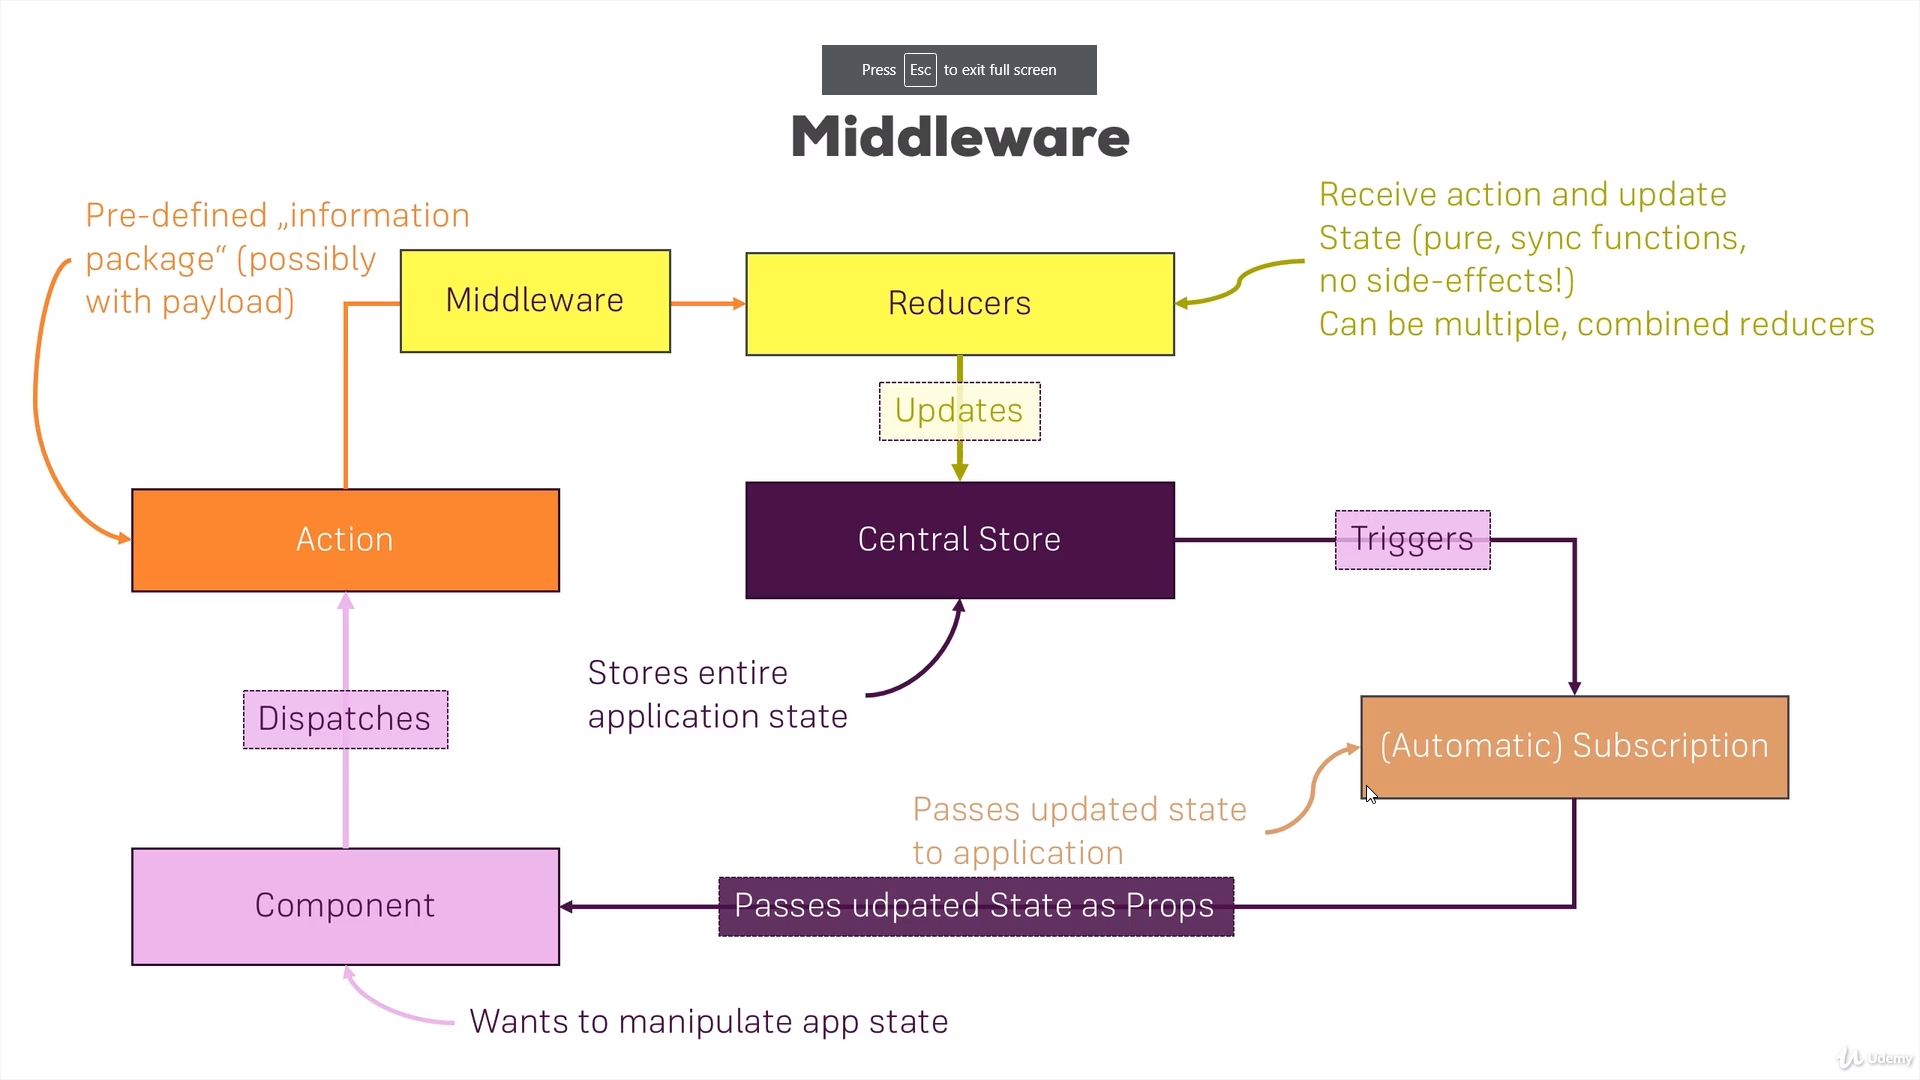 Press Esc to exit full screen
Middleware
Pre-defined „information
package“ (possibly
with payload)
Middleware
Reducers
Receive action and update
State (pure, sync functions,
no side-effects!)
Can be multiple, combined reducers
Updates
Action
Central Store
Triggers
Stores entire
application state
Dispatches
(Automatic) Subscription
Passes updated state
to application
Component
Passes udpated State as Props
Wants to manipulate app state
Udemy